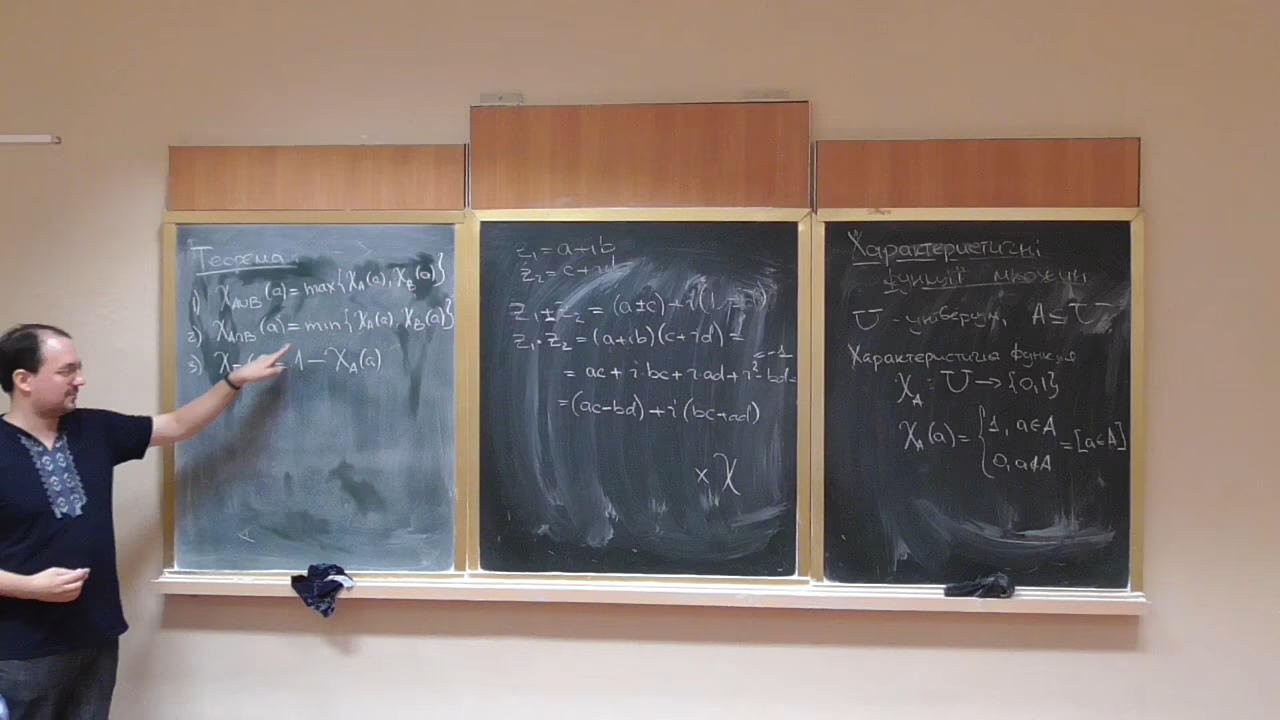 Теорема
1) χ_{A∪B}(a) = max{χ_A(a), χ_B(a)}
2) χ_{A∩B}(a) = min{χ_A(a), χ_B(a)}
3) χ = 1 − χ_A(a)
z₁ = a+ib
z₂ = c+id
z₁ ± z₂ = (a±c) + i(
z₁·z₂ = (a+ib)(c+id) =
= ac + i·bc + i·ad + i²·bd =
= −1
= (ac−bd) + i(bc+ad)
× χ
Характеристичні
функції множин
U - універсум, A ⊆ U
Характеристична функція
χ_A : U → {0,1}
χ_A(a) = { 1, a∈A
0, a∉A
= [a∈A]